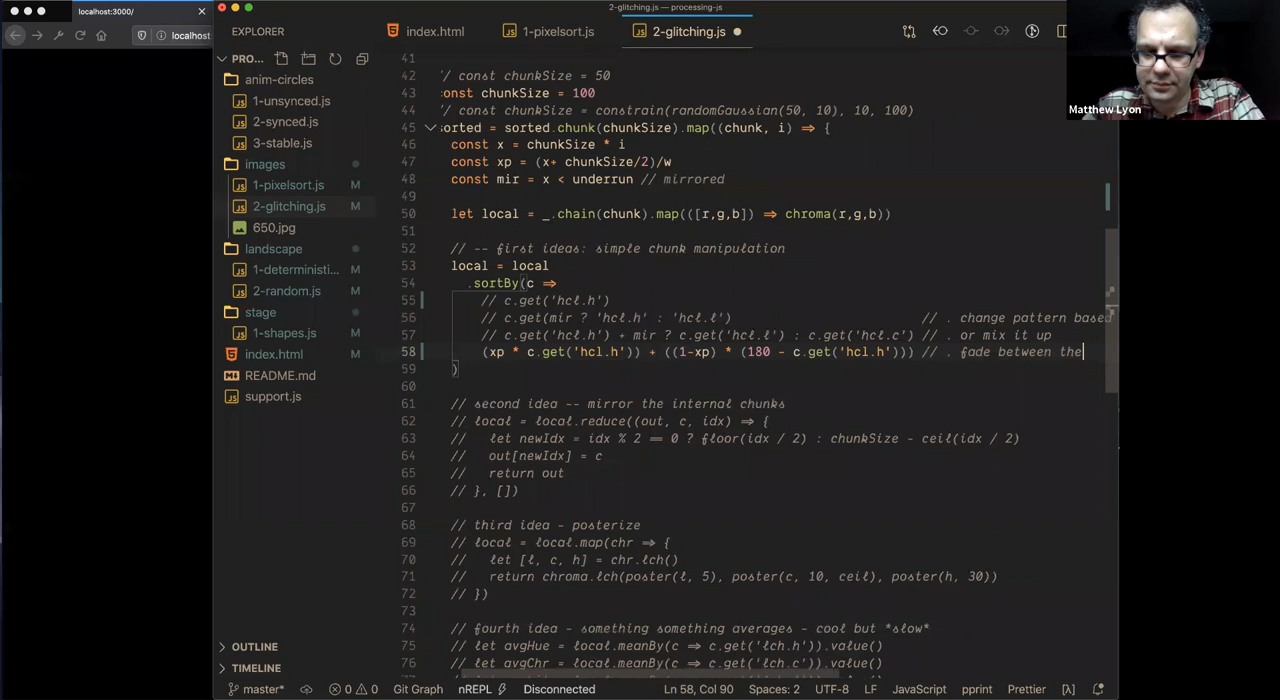 2-glitching.js — processing-js
localhost:3000/
localhost
EXPLORER
index.html
1-pixelsort.js
2-glitching.js
PRO...
anim-circles
1-unsynced.js
2-synced.js
3-stable.js
images
1-pixelsort.js M
2-glitching.js M
650.jpg
landscape
1-deterministi... M
2-random.js M
stage
1-shapes.js M
index.html M
README.md
support.js
OUTLINE
TIMELINE
41
42 / const chunkSize = 50
43 onst chunkSize = 100
44 / const chunkSize = constrain(randomGaussian(50, 10), 10, 100)
45 orted = sorted.chunk(chunkSize).map((chunk, i) => {
46 const x = chunkSize * i
47 const xp = (x+ chunkSize/2)/w
48 const mir = x < underrun // mirrored
49
50 let local = _.chain(chunk).map(([r,g,b]) => chroma(r,g,b))
51
52 // -- first ideas: simple chunk manipulation
53 local = local
54 .sortBy(c =>
55 // c.get('hcl.h')
56 // c.get(mir ? 'hcl.h' : 'hcl.l') // . change pattern based
57 // c.get('hcl.h') + mir ? c.get('hcl.l') : c.get('hcl.c') // . or mix it up
58 (xp * c.get('hcl.h')) + ((1-xp) * (180 - c.get('hcl.h'))) // . fade between the
59 )
60
61 // second idea -- mirror the internal chunks
62 // local = local.reduce((out, c, idx) => {
63 // let newIdx = idx % 2 == 0 ? floor(idx / 2) : chunkSize - ceil(idx / 2)
64 // out[newIdx] = c
65 // return out
66 // }, [])
67
68 // third idea - posterize
69 // local = local.map(chr => {
70 // let [l, c, h] = chr.lch()
71 // return chroma.lch(poster(l, 5), poster(c, 10, ceil), poster(h, 30))
72 // })
73
74 // fourth idea - something something averages - cool but *slow*
75 // let avgHue = local.meanBy(c => c.get('lch.h')).value()
76 // let avgChr = local.meanBy(c => c.get('lch.c')).value()
Matthew Lyon
master* 0 0 Git Graph nREPL Disconnected Ln 58, Col 90 Spaces: 2 UTF-8 LF JavaScript pprint Prettier [λ]